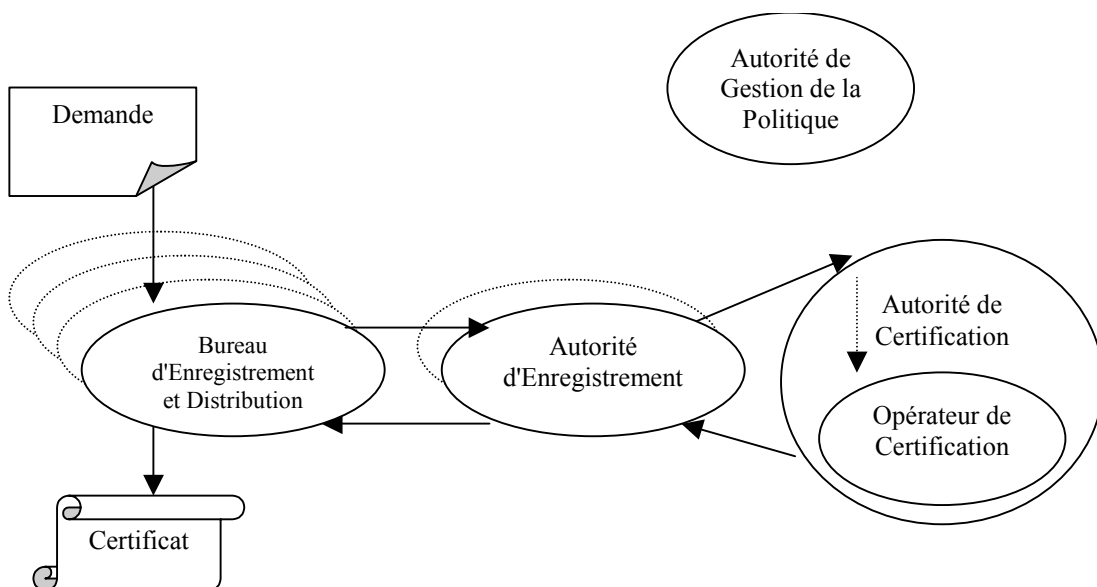 Autorité de
Gestion de la
Politique
Demande
Bureau
d'Enregistrement
et Distribution
Autorité
d'Enregistrement
Autorité de
Certification
Opérateur de
Certification
Certificat